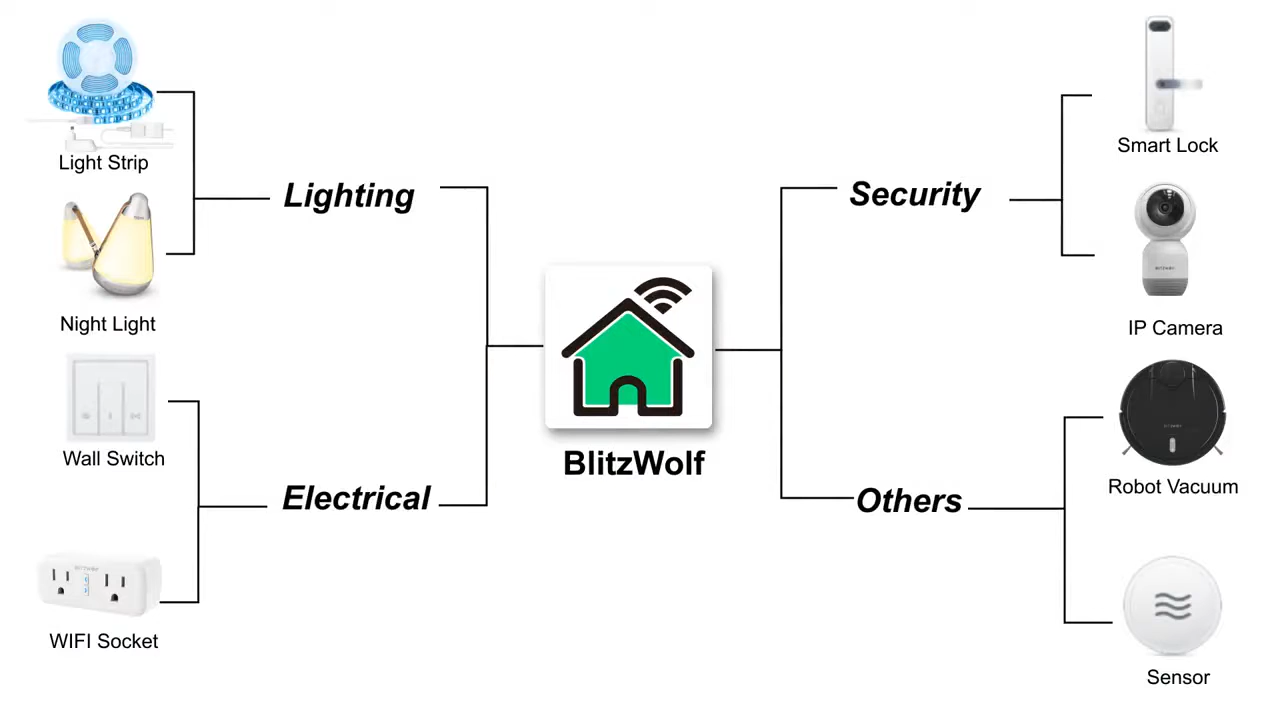 Light Strip
Night Light
Wall Switch
WIFI Socket
Lighting
Electrical
BlitzWolf
Security
Others
Smart Lock
IP Camera
Robot Vacuum
Sensor